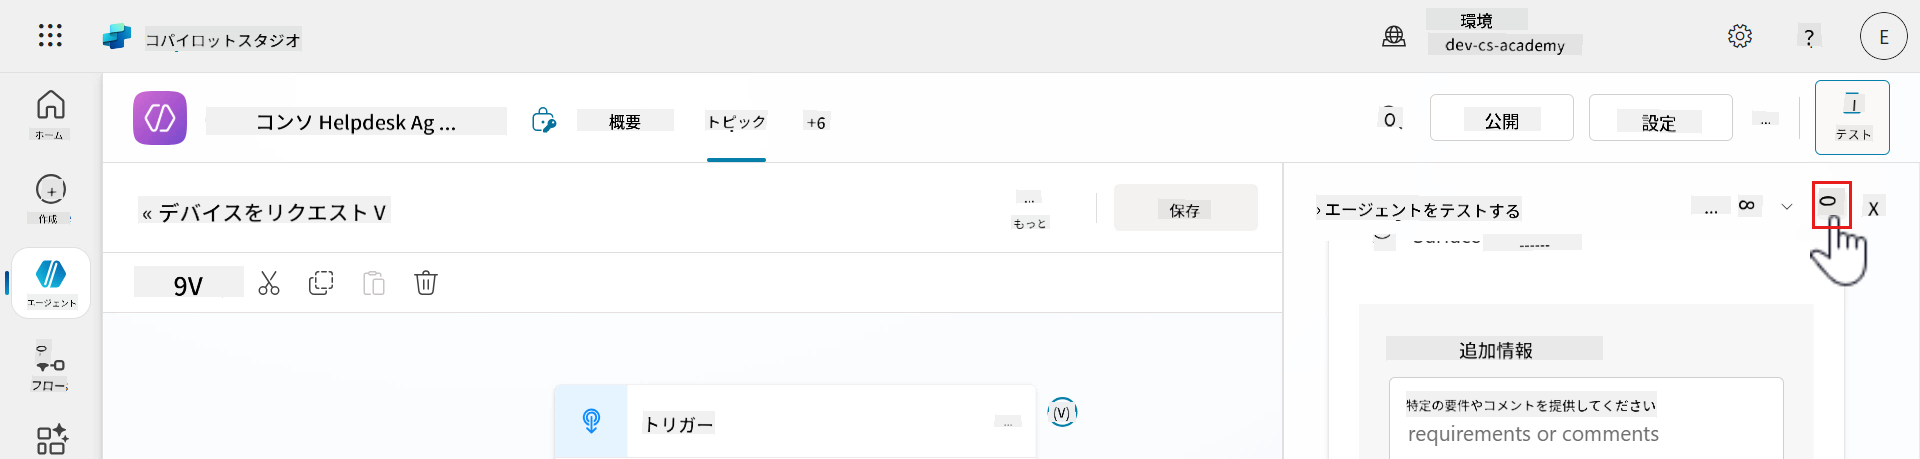 コパイロットスタジオ
環境
dev-cs-academy
?
E
ホーム
コンソ Helpdesk Ag ...
概要
トピック
+6
公開
設定
...
テスト
作成
« デバイスをリクエスト V
...
もっと
保存
› エージェントをテストする
...
X
エージェント
9V
フロー
追加情報
トリガー
...
(V)
特定の要件やコメントを提供してください
requirements or comments